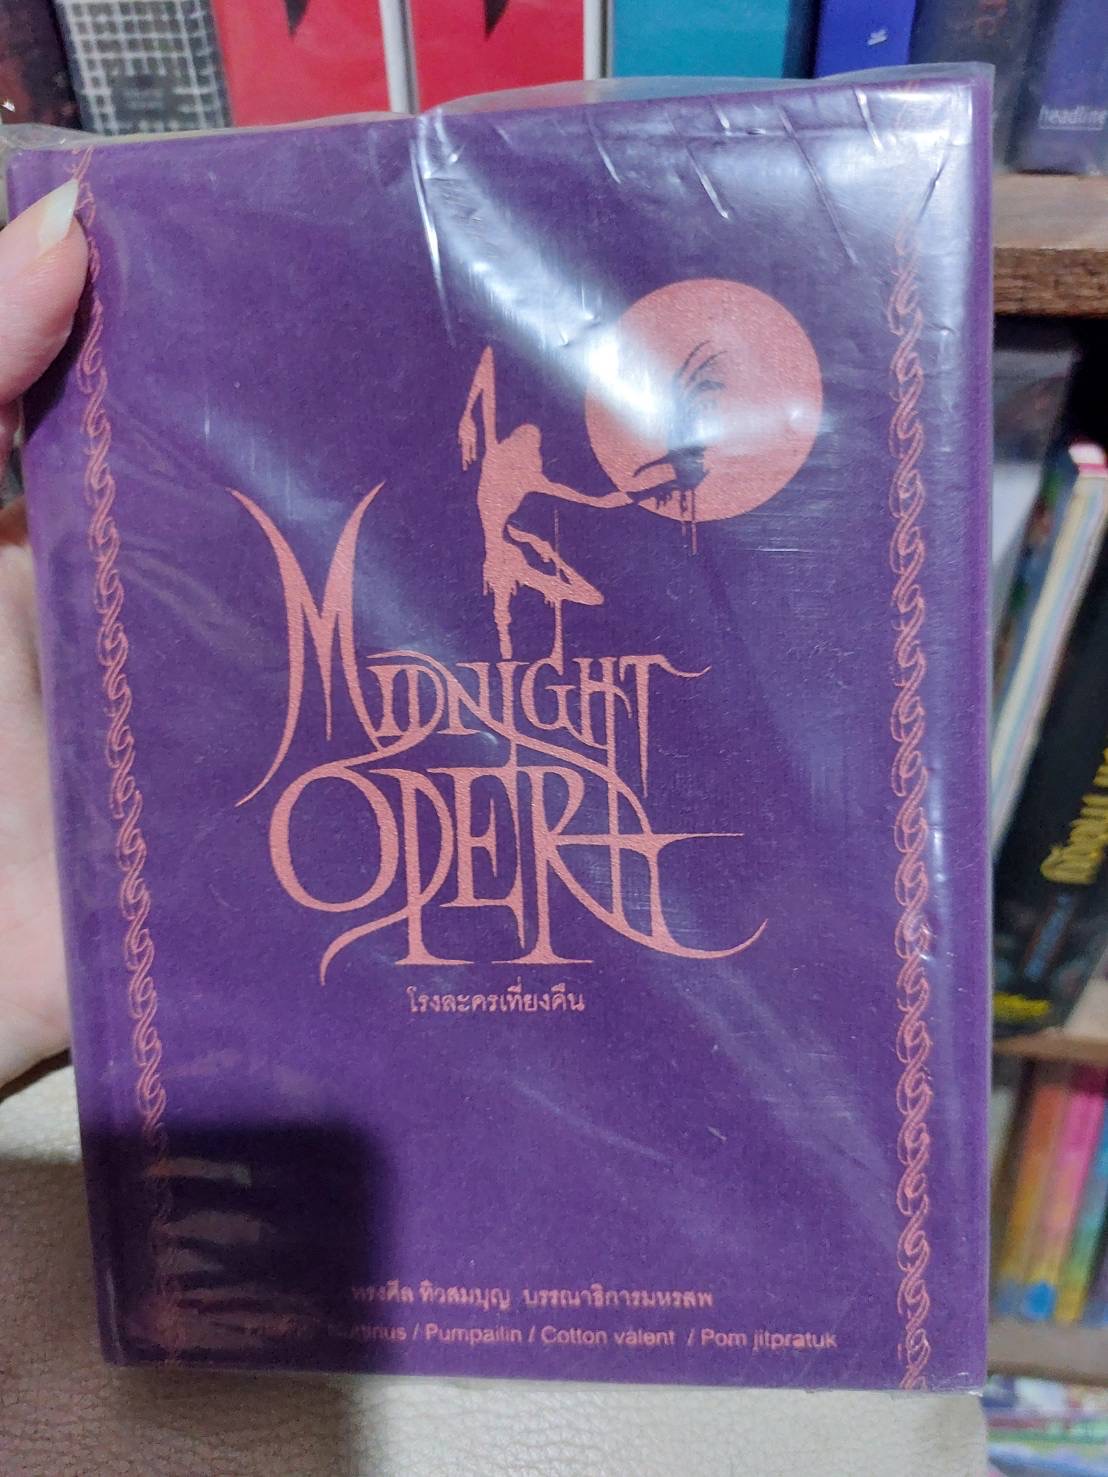 headline
MIDNIGHT
OPERA
โรงละครเที่ยงคืน
ทรงศีล ทิวสมบุญ บรรณาธิการมหรสพ
/ Pumpailin / Cotton valent / Pom jitpratuk